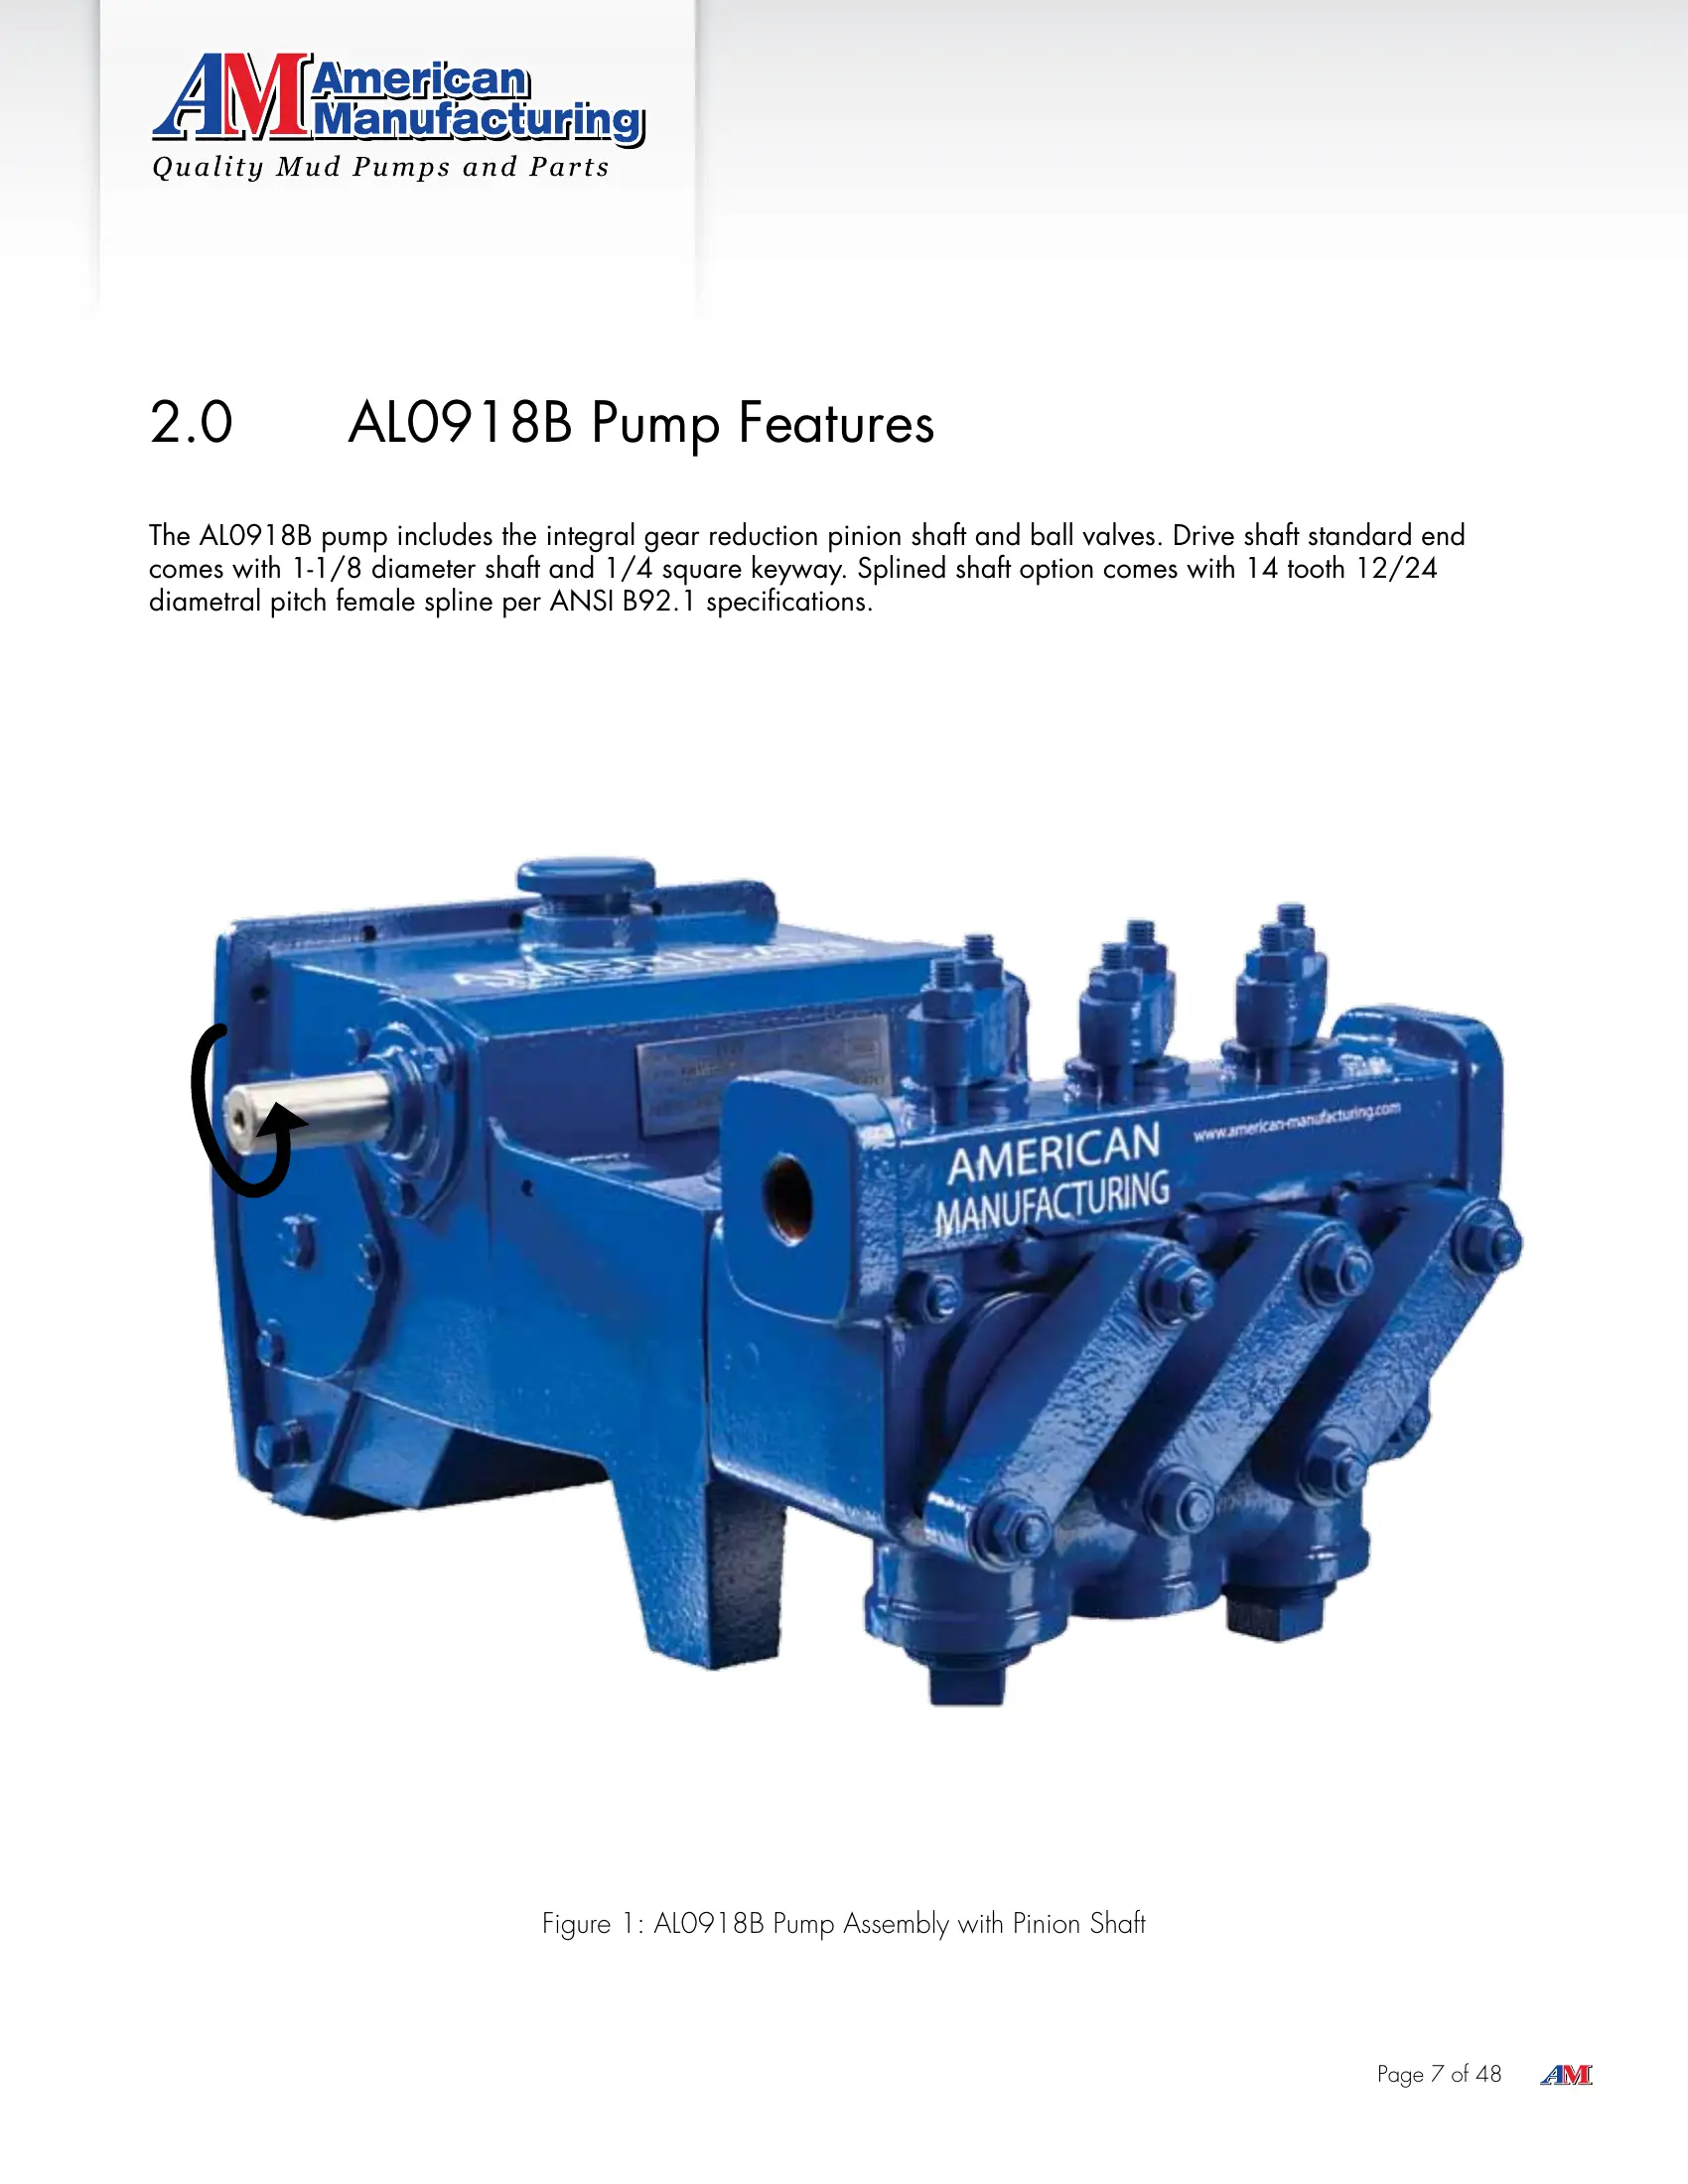 AM American
Manufacturing
Quality Mud Pumps and Parts
2.0 AL0918B Pump Features
The AL0918B pump includes the integral gear reduction pinion shaft and ball valves. Drive shaft standard end
comes with 1-1/8 diameter shaft and 1/4 square keyway. Splined shaft option comes with 14 tooth 12/24
diametral pitch female spline per ANSI B92.1 specifications.
AMERICAN
AMERICAN
MANUFACTURING
www.american-manufacturing.com
Figure 1: AL0918B Pump Assembly with Pinion Shaft
Page 7 of 48 AM